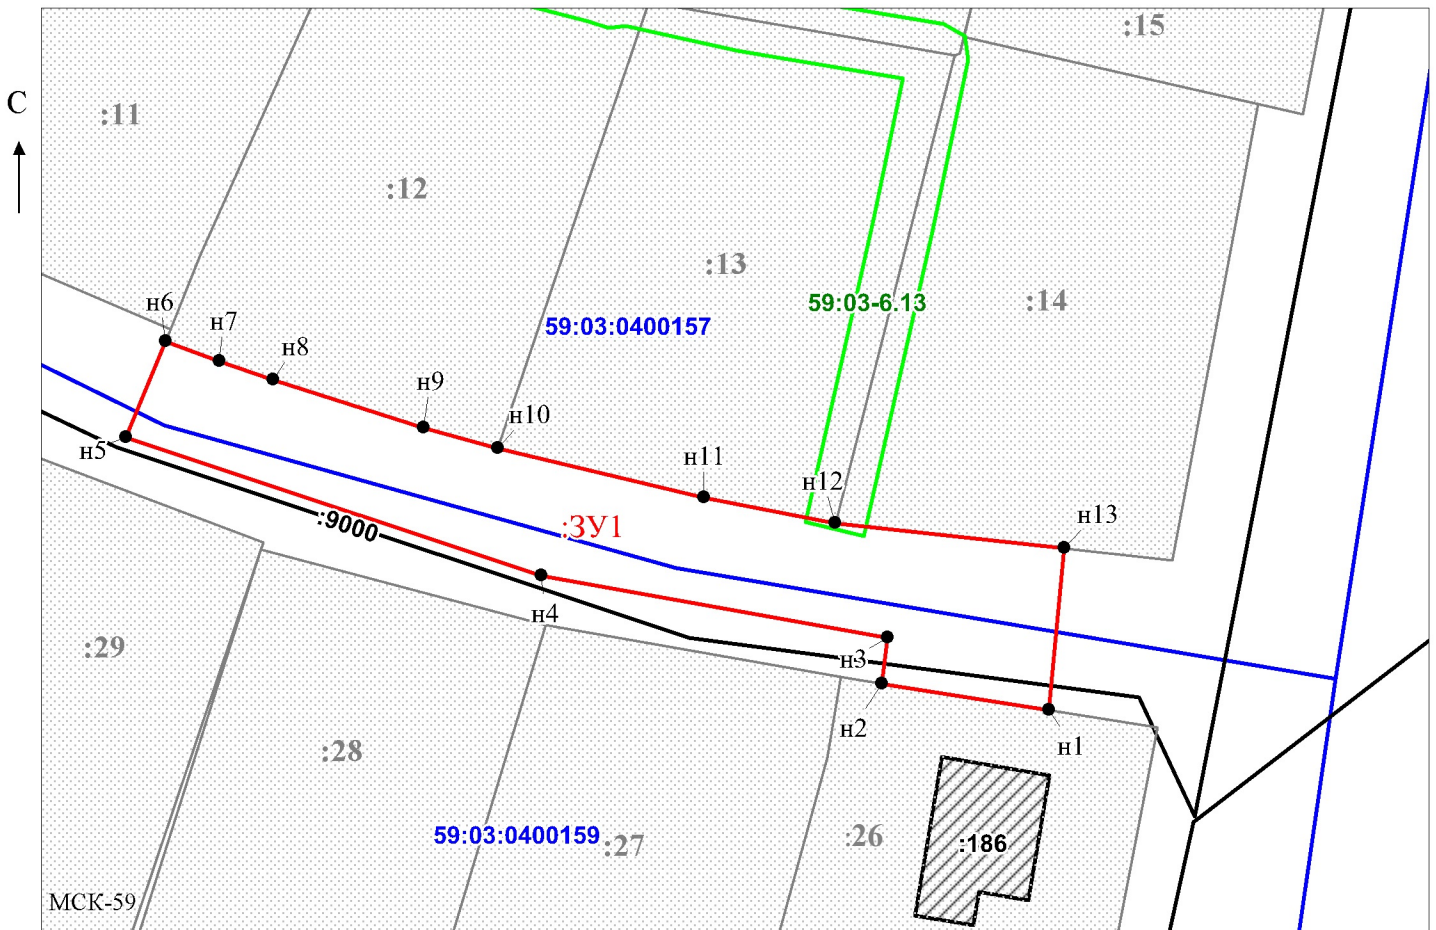 :15
С
:11
:12
:13
:14
59:03-6.13
59:03:0400157
н6
н7
н8
н9
н10
н11
н12
н13
н5
:9000
:ЗУ1
н4
н3
н2
н1
:29
:28
59:03:0400159
:27
:26
:186
МСК-59